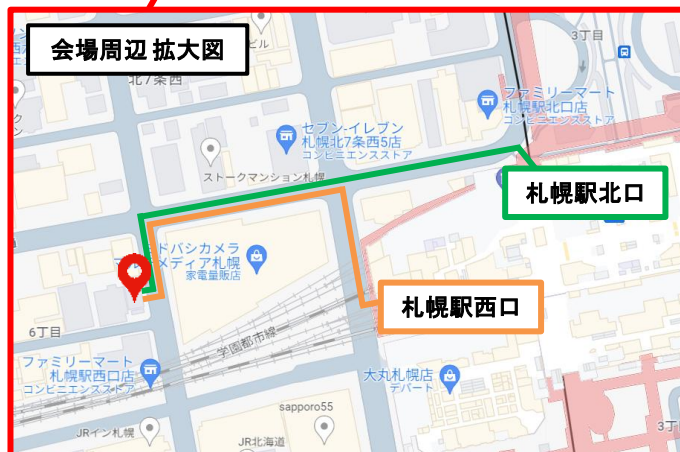 会場周辺 拡大図
ビル
3丁目
北7条西
ファミリーマート
札幌駅北口店
コンビニエンスストア
セブン-イレブン
札幌北7条西5店
コンビニエンスストア
ストークマンション札幌
札幌駅北口
ドバシカメラ
メディア札幌
家電量販店
札幌駅西口
6丁目
学園都市線
ファミリーマート
札幌駅西口店
コンビニエンスストア
大丸札幌店
デパート
sapporo55
JRイン札幌
JR北海道
3丁